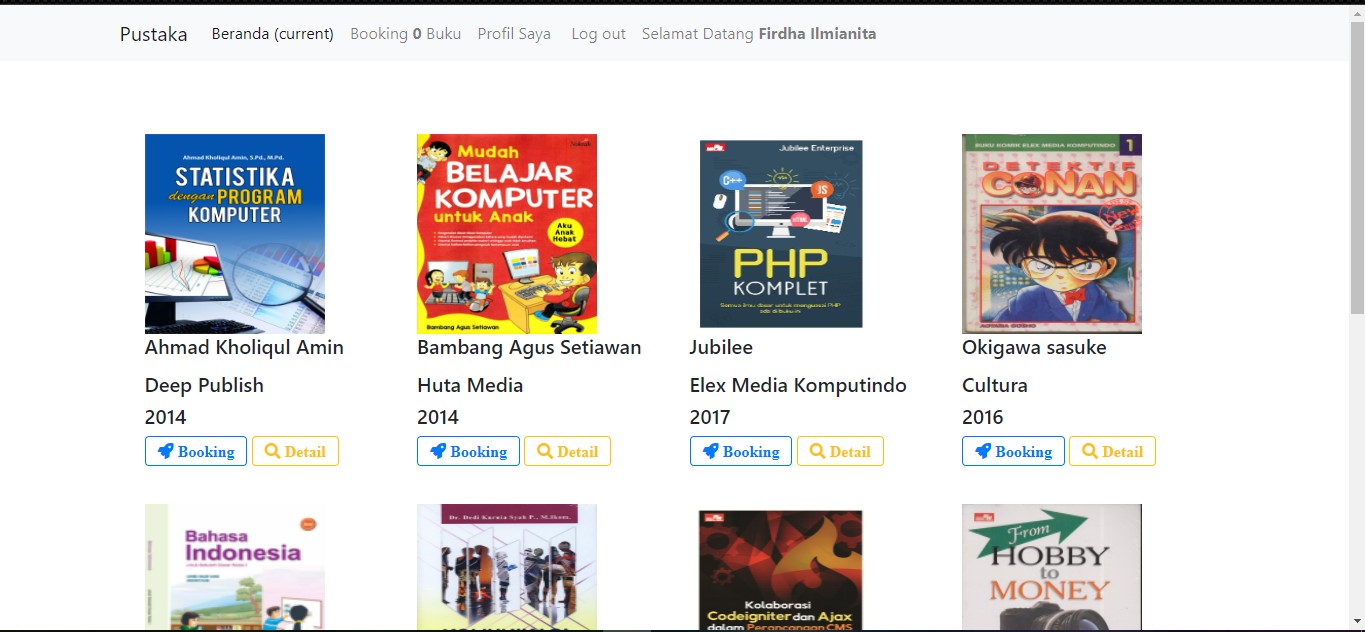 Pustaka Beranda (current) Booking 0 Buku Profil Saya Log out Selamat Datang Firdha Ilmianita
Ahmad Kholiqul Amin, S.Pd., M.Pd.
STATISTIKA
dengan PROGRAM
KOMPUTER
Mudah
BELAJAR
KOMPUTER
untuk Anak
Aku
Anak
Hebat
Bambang Agus Setiawan
Jubilee Enterprise
C++
JS
HTML
PHP
KOMPLET
Semua ilmu dasar untuk menguasai PHP
ada di buku ini
BUKU KOMIK ELEX MEDIA KOMPUTINDO 1
DETEKTIF
CONAN
AOYAMA GOSHO
Ahmad Kholiqul Amin
Deep Publish
2014
Booking Detail
Bambang Agus Setiawan
Huta Media
2014
Booking Detail
Jubilee
Elex Media Komputindo
2017
Booking Detail
Okigawa sasuke
Cultura
2016
Booking Detail
Bahasa
Indonesia
Dr. Dedi Kurnia Syah P., M.Ikom.
Kolaborasi
Codeigniter dan Ajax
dalam Perancangan CMS
From
HOBBY
to
MONEY